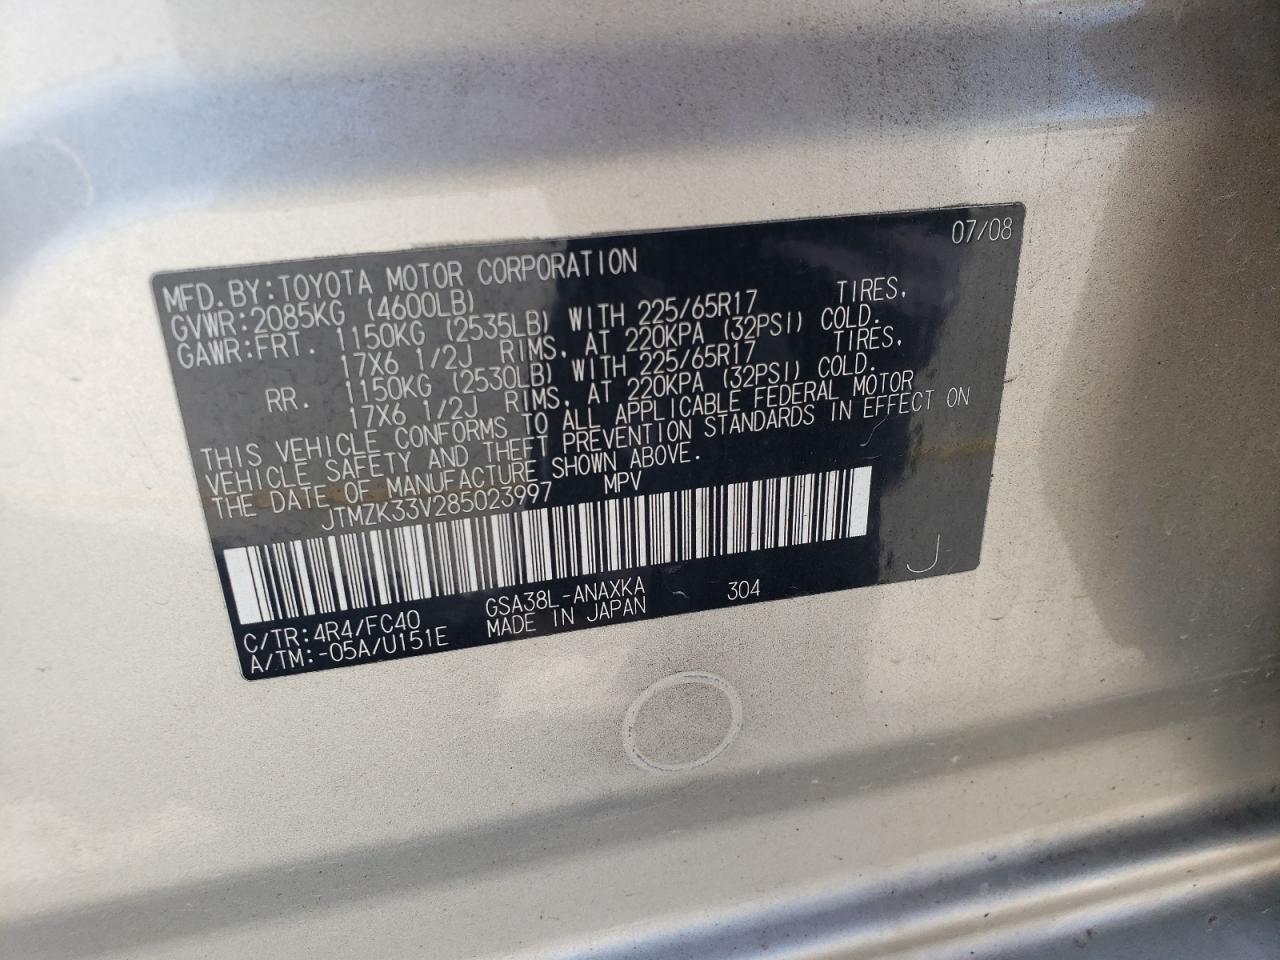 07/08
MFD. BY: TOYOTA MOTOR CORPORATION
GVWR: 2085KG (4600LB)
GAWR: FRT. 1150KG (2535LB) WITH 225/65R17 TIRES,
17X6 1/2J RIMS, AT 220KPA (32PSI) COLD.
RR. 1150KG (2530LB) WITH 225/65R17 TIRES,
17X6 1/2J RIMS, AT 220KPA (32PSI) COLD.
THIS VEHICLE CONFORMS TO ALL APPLICABLE FEDERAL MOTOR
VEHICLE SAFETY AND THEFT PREVENTION STANDARDS IN EFFECT ON
THE DATE OF MANUFACTURE SHOWN ABOVE.
JTMZK33V285023997 MPV
C/TR: 4R4/FC40 GSA38L-ANAXKA 304
A/TM: -05A/U151E MADE IN JAPAN
J